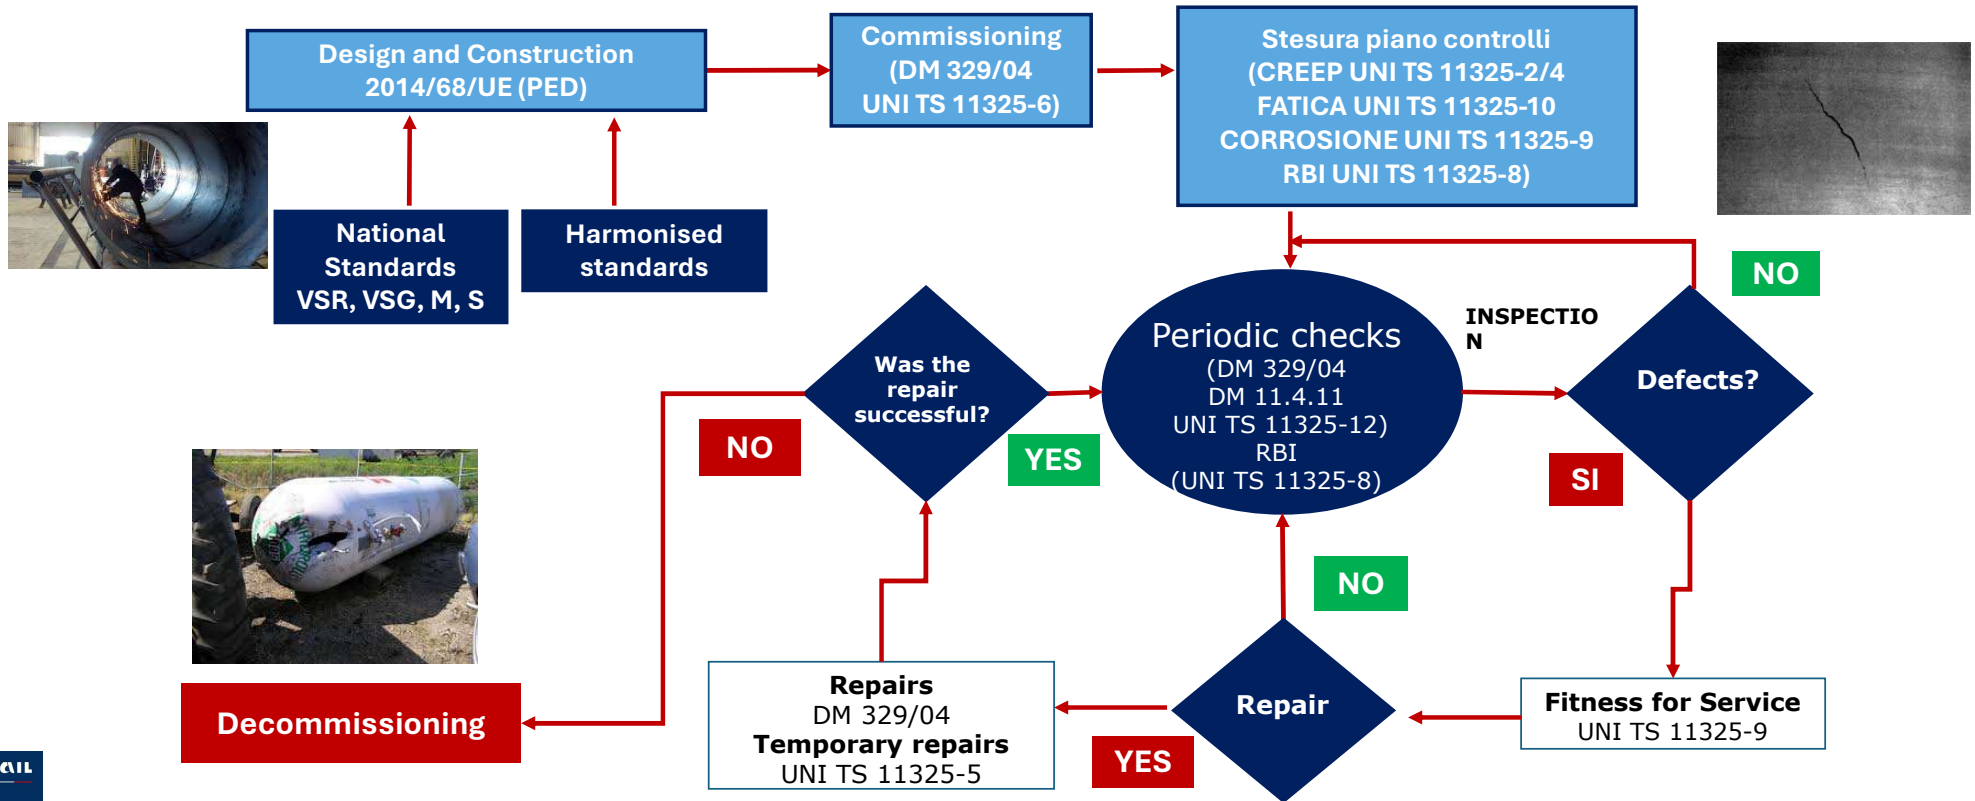 Design and Construction
2014/68/UE (PED)
Commissioning
(DM 329/04
UNI TS 11325-6)
Stesura piano controlli
(CREEP UNI TS 11325-2/4
FATICA UNI TS 11325-10
CORROSIONE UNI TS 11325-9
RBI UNI TS 11325-8)
National
Standards
VSR, VSG, M, S
Harmonised
standards
NO
INSPECTIO
N
Periodic checks
(DM 329/04
DM 11.4.11
UNI TS 11325-12)
RBI
(UNI TS 11325-8)
Defects?
Was the
repair
successful?
NO
YES
SI
NO
Decommissioning
Repairs
DM 329/04
Temporary repairs
UNI TS 11325-5
YES
Repair
Fitness for Service
UNI TS 11325-9